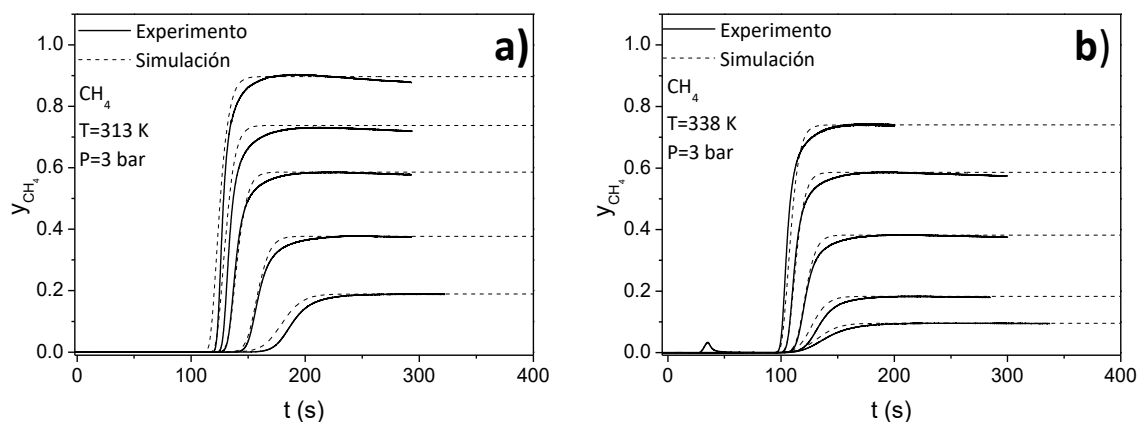 1.0
0.8
0.6
0.4
0.2
0.0
y_CH₄
Experimento
Simulación
CH₄
T=313 K
P=3 bar
a)
0 100 200 300 400
t (s)
1.0
0.8
0.6
0.4
0.2
0.0
y_CH₄
Experimento
Simulación
CH₄
T=338 K
P=3 bar
b)
0 100 200 300 400
t (s)